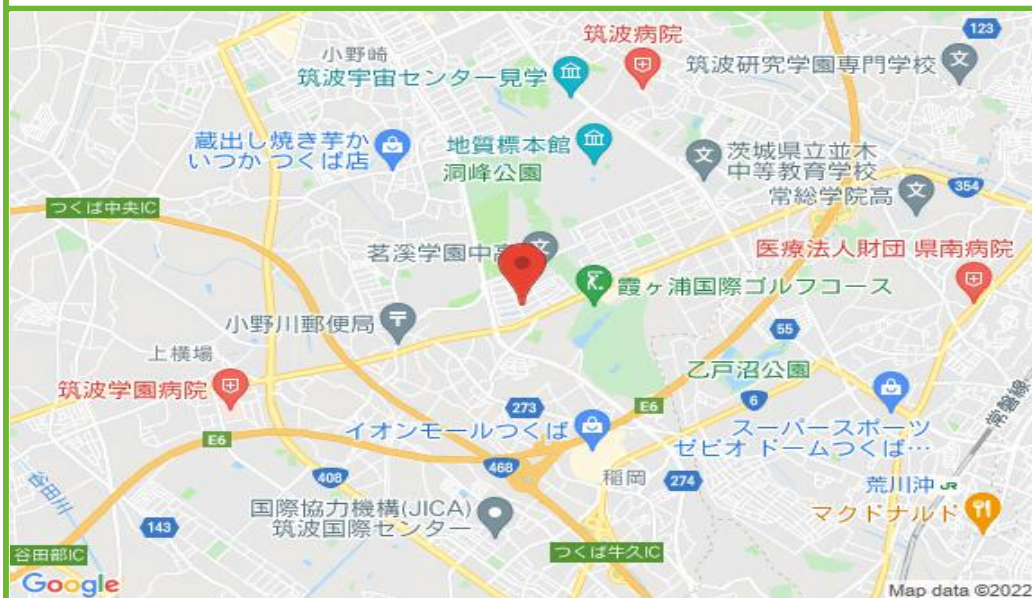 123
筑波病院
小野崎
筑波宇宙センター見学
筑波研究学園専門学校
蔵出し焼き芋か
いつか つくば店
地質標本館
洞峰公園
茨城県立並木
中等教育学校
常総学院高
354
つくば中央IC
茗溪学園中高
医療法人財団 県南病院
霞ヶ浦国際ゴルフコース
小野川郵便局
55
上横場
乙戸沼公園
筑波学園病院
273
E6
6
イオンモールつくば
スーパースポーツ
ゼビオ ドームつくば…
常磐線
E6
468
408
稲岡
274
荒川沖
JR
谷田川
国際協力機構(JICA)
筑波国際センター
マクドナルド
143
谷田部IC
つくば牛久IC
Google
Map data ©2022